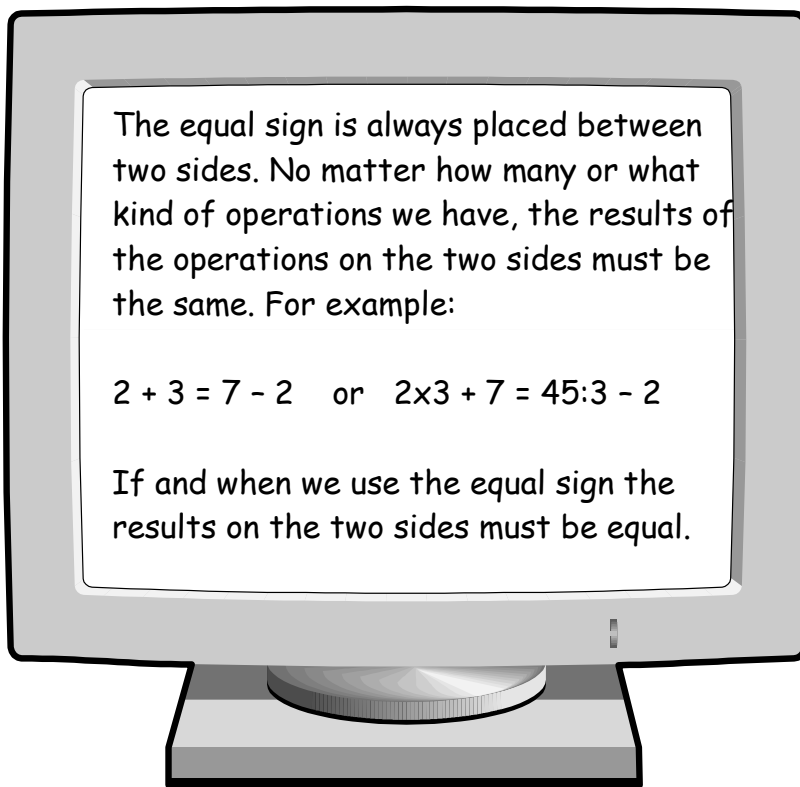 The equal sign is always placed between
two sides. No matter how many or what
kind of operations we have, the results of
the operations on the two sides must be
the same. For example:
2 + 3 = 7 – 2 or 2x3 + 7 = 45:3 – 2
If and when we use the equal sign the
results on the two sides must be equal.